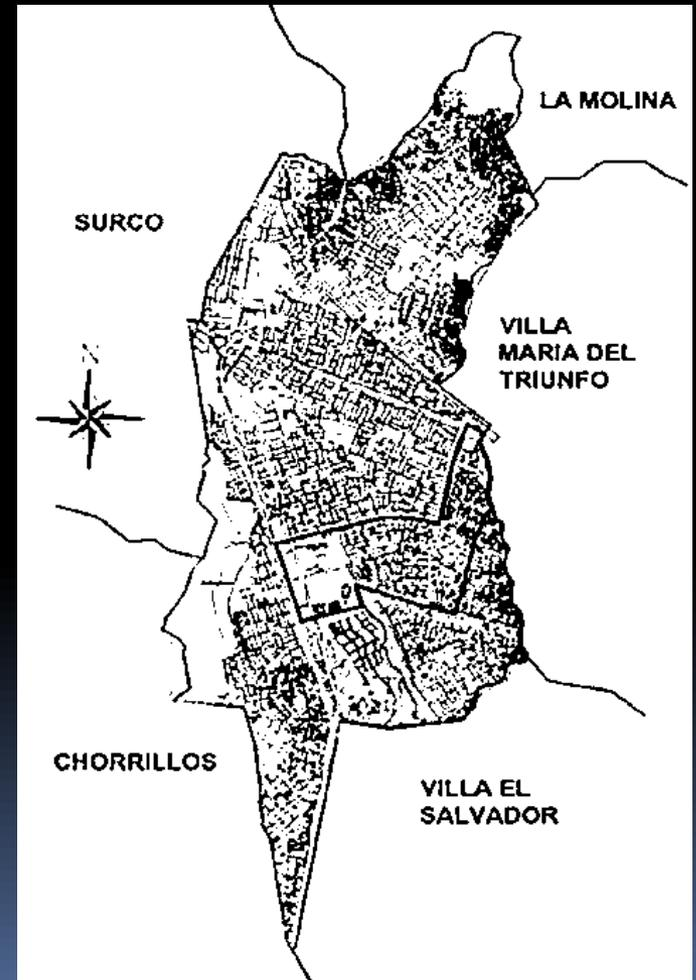 LA MOLINA
SURCO
VILLA
MARIA DEL
TRIUNFO
N
CHORRILLOS
VILLA EL
SALVADOR